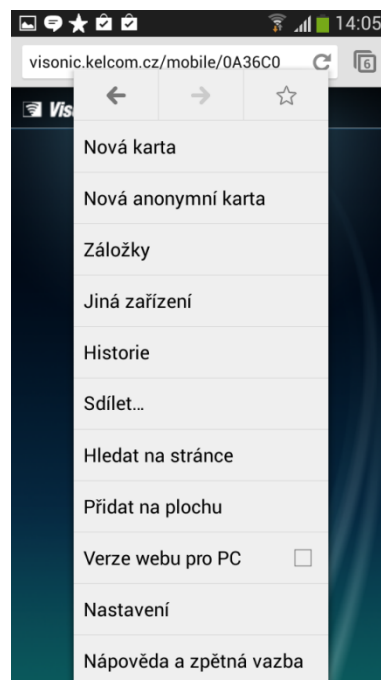 14:05
visonic.kelcom.cz/mobile/0A36C0
6
Nová karta
Nová anonymní karta
Záložky
Jiná zařízení
Historie
Sdílet...
Hledat na stránce
Přidat na plochu
Verze webu pro PC
Nastavení
Nápověda a zpětná vazba